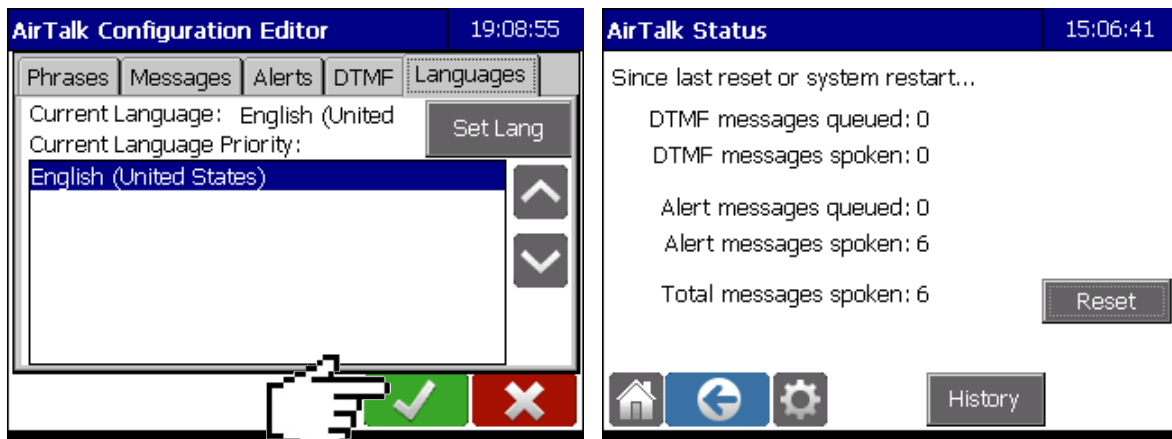 AirTalk Configuration Editor 19:08:55
Phrases Messages Alerts DTMF Languages
Current Language: English (United
Set Lang
Current Language Priority:
English (United States)
AirTalk Status 15:06:41
Since last reset or system restart...
DTMF messages queued: 0
DTMF messages spoken: 0
Alert messages queued: 0
Alert messages spoken: 6
Total messages spoken: 6
Reset
History